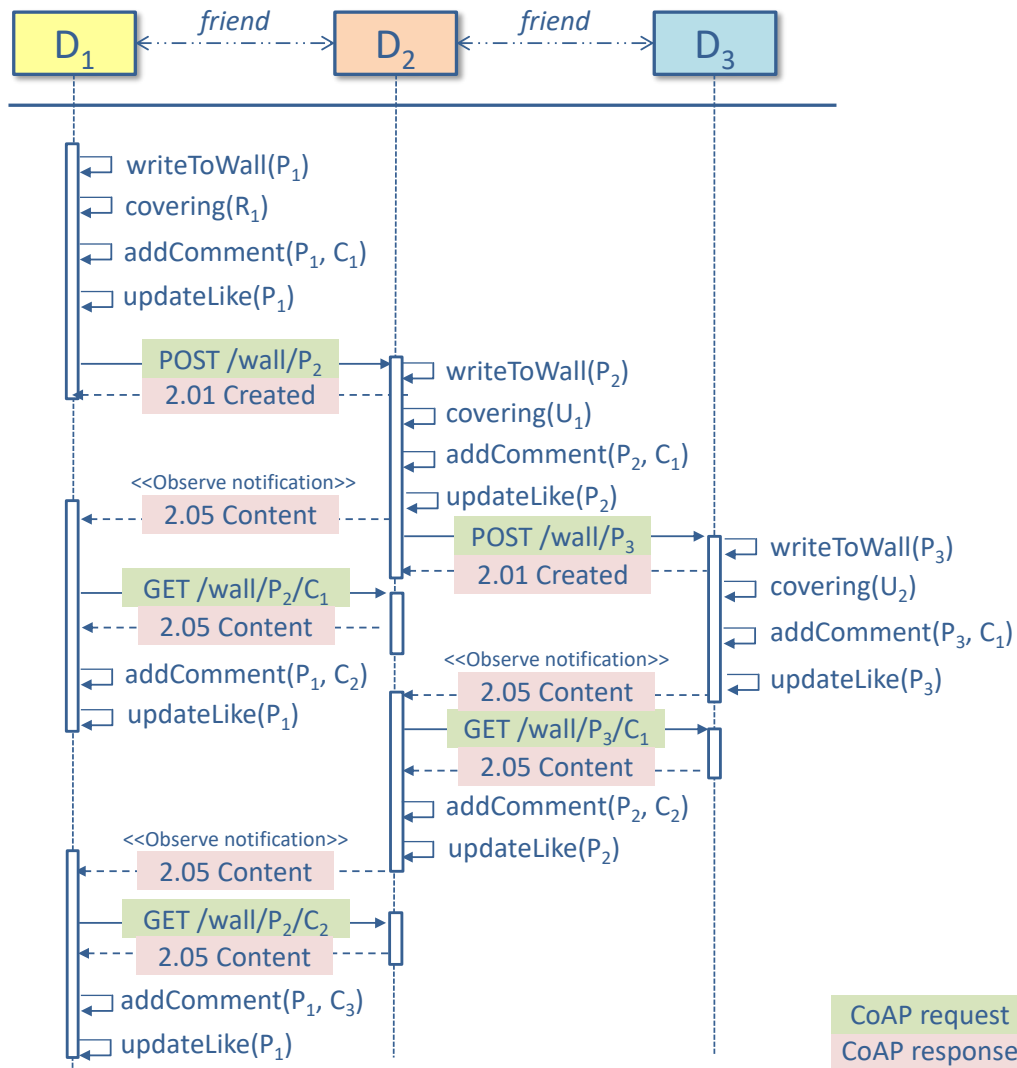 friend
friend
D₁
D₂
D₃
writeToWall(P₁)
covering(R₁)
addComment(P₁, C₁)
updateLike(P₁)
POST /wall/P₂
writeToWall(P₂)
2.01 Created
covering(U₁)
addComment(P₂, C₁)
<<Observe notification>>
updateLike(P₂)
2.05 Content
POST /wall/P₃
writeToWall(P₃)
2.01 Created
GET /wall/P₂/C₁
covering(U₂)
2.05 Content
addComment(P₃, C₁)
<<Observe notification>>
addComment(P₁, C₂)
updateLike(P₃)
2.05 Content
updateLike(P₁)
GET /wall/P₃/C₁
2.05 Content
addComment(P₂, C₂)
<<Observe notification>>
updateLike(P₂)
2.05 Content
GET /wall/P₂/C₂
2.05 Content
addComment(P₁, C₃)
CoAP request
updateLike(P₁)
CoAP response